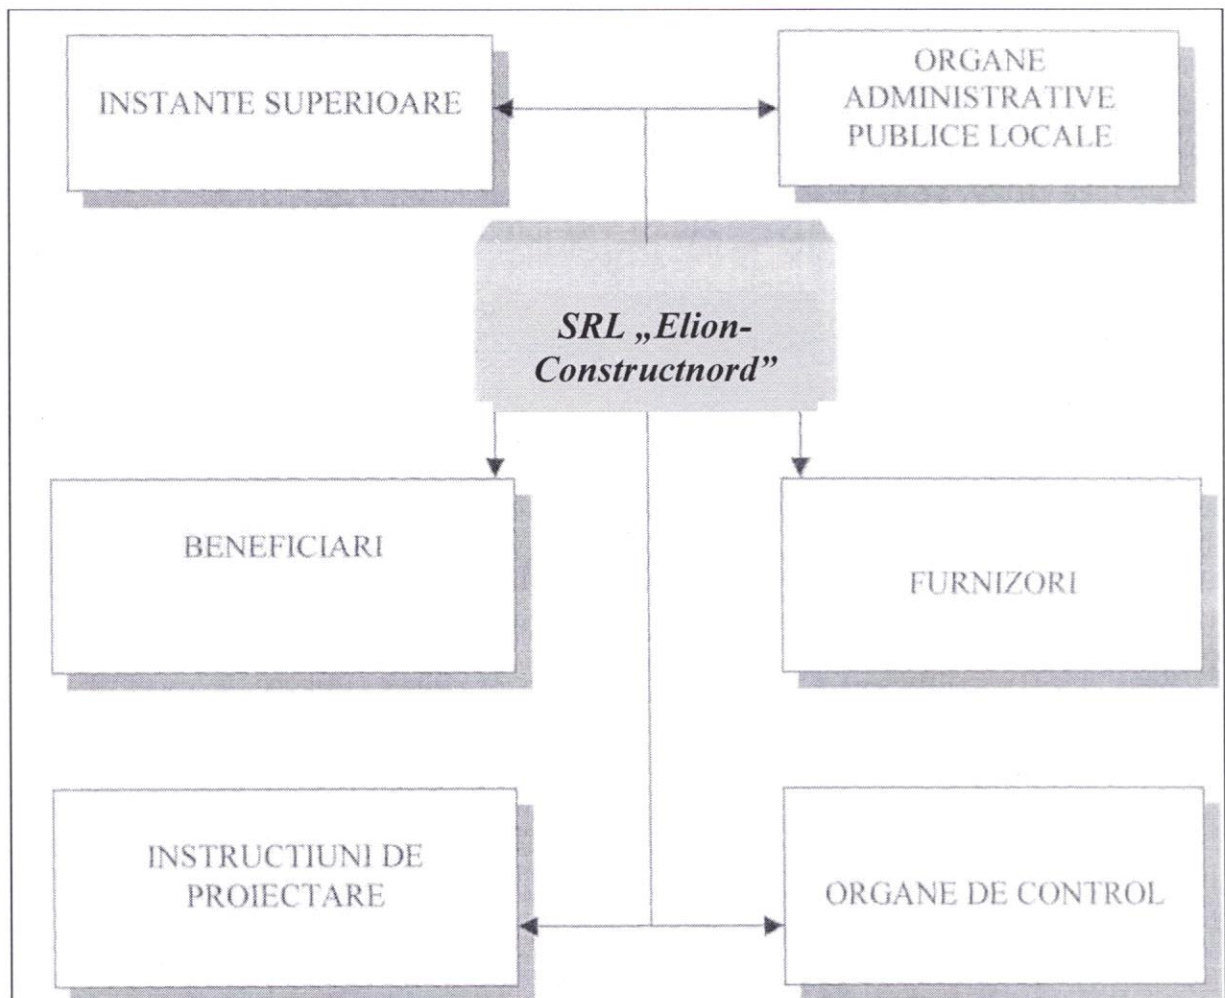 INSTANTE SUPERIOARE
ORGANE
ADMINISTRATIVE
PUBLICE LOCALE
SRL „Elion-
Constructnord”
BENEFICIARI
FURNIZORI
INSTRUCTIUNI DE
PROIECTARE
ORGANE DE CONTROL